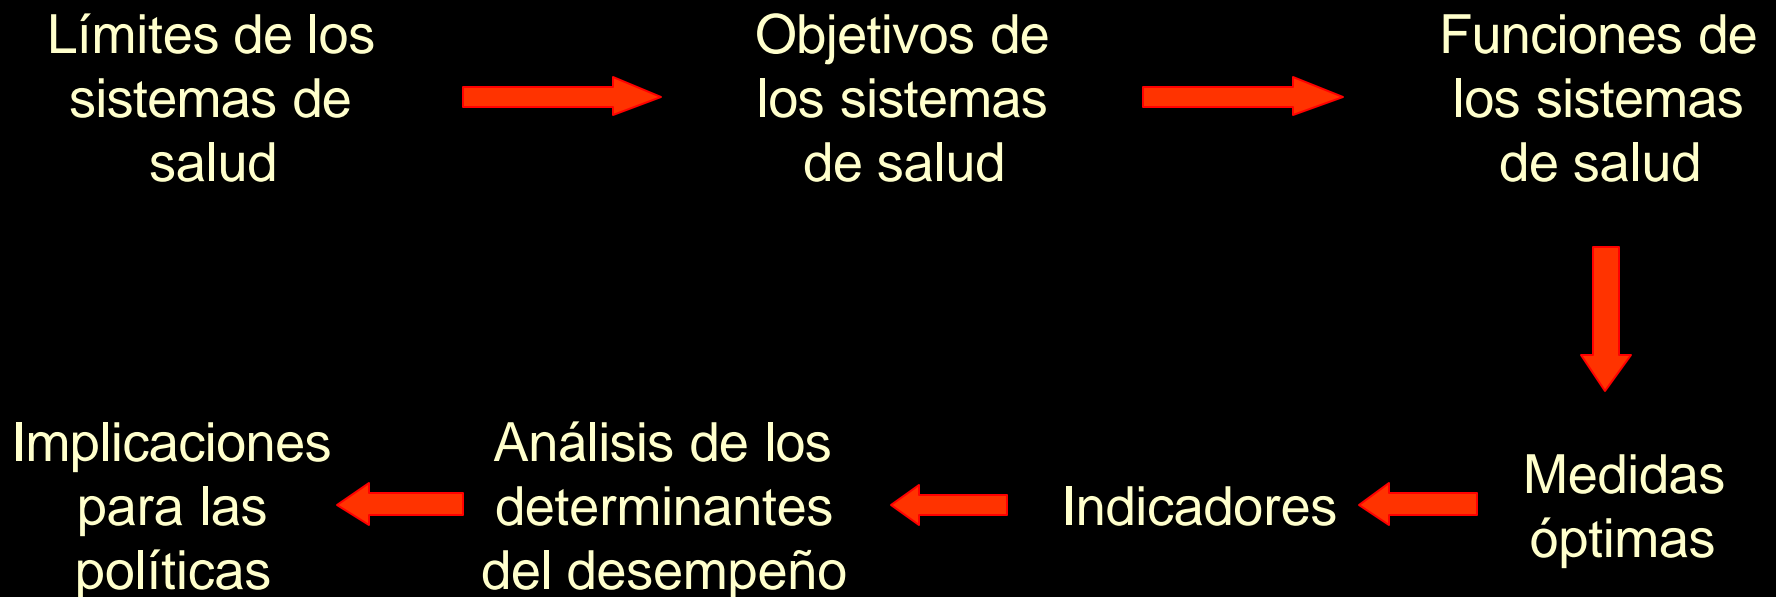 Límites de los
sistemas de
salud
Objetivos de
los sistemas
de salud
Funciones de
los sistemas
de salud
Medidas
óptimas
Indicadores
Análisis de los
determinantes
del desempeño
Implicaciones
para las
políticas